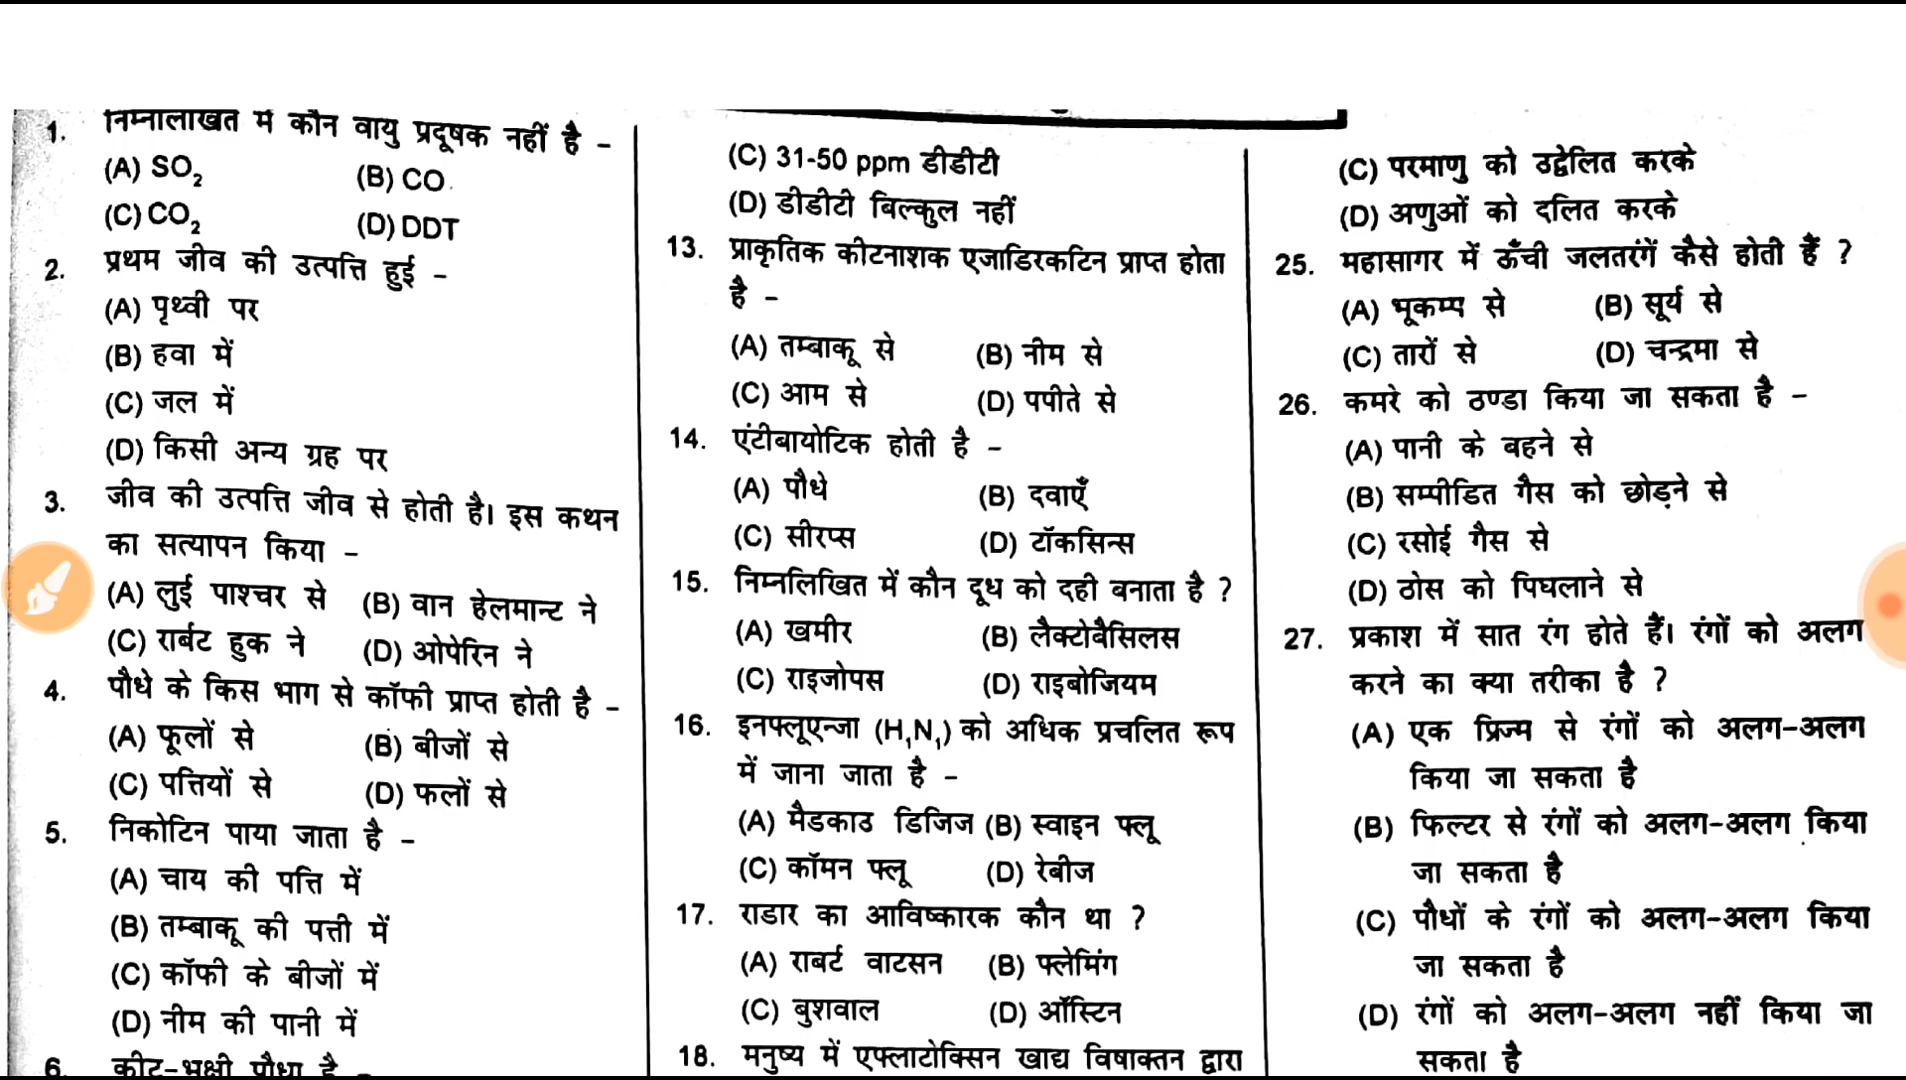 1. निम्नलिखित में कौन वायु प्रदूषक नहीं है -
(A) SO₂ (B) CO
(C) CO₂ (D) DDT
2. प्रथम जीव की उत्पत्ति हुई -
(A) पृथ्वी पर
(B) हवा में
(C) जल में
(D) किसी अन्य ग्रह पर
3. जीव की उत्पत्ति जीव से होती है। इस कथन
का सत्यापन किया -
(A) लुई पाश्चर से (B) वान हेलमान्ट ने
(C) रार्बट हुक ने (D) ओपेरिन ने
4. पौधे के किस भाग से कॉफी प्राप्त होती है -
(A) फूलों से (B) बीजों से
(C) पत्तियों से (D) फलों से
5. निकोटिन पाया जाता है -
(A) चाय की पत्ति में
(B) तम्बाकू की पत्ती में
(C) कॉफी के बीजों में
(D) नीम की पानी में
6. कीट-भक्षी पौधा है -
(C) 31-50 ppm डीडीटी
(D) डीडीटी बिल्कुल नहीं
13. प्राकृतिक कीटनाशक एजाडिरकटिन प्राप्त होता
है -
(A) तम्बाकू से (B) नीम से
(C) आम से (D) पपीते से
14. एंटीबायोटिक होती है -
(A) पौधे (B) दवाएँ
(C) सीरप्स (D) टॉकसिन्स
15. निम्नलिखित में कौन दूध को दही बनाता है ?
(A) खमीर (B) लैक्टोबैसिलस
(C) राइजोपस (D) राइबोजियम
16. इनफ्लूएन्जा (H₁N₁) को अधिक प्रचलित रूप
में जाना जाता है -
(A) मैडकाउ डिजिज (B) स्वाइन फ्लू
(C) कॉमन फ्लू (D) रेबीज
17. राडार का आविष्कारक कौन था ?
(A) राबर्ट वाटसन (B) फ्लेमिंग
(C) बुशवाल (D) ऑस्टिन
18. मनुष्य में एफ्लाटोक्सिन खाद्य विषाक्तन द्वारा
(C) परमाणु को उद्वेलित करके
(D) अणुओं को दलित करके
25. महासागर में ऊँची जलतरंगें कैसे होती हैं ?
(A) भूकम्प से (B) सूर्य से
(C) तारों से (D) चन्द्रमा से
26. कमरे को ठण्डा किया जा सकता है -
(A) पानी के बहने से
(B) सम्पीडित गैस को छोड़ने से
(C) रसोई गैस से
(D) ठोस को पिघलाने से
27. प्रकाश में सात रंग होते हैं। रंगों को अलग
करने का क्या तरीका है ?
(A) एक प्रिज्म से रंगों को अलग-अलग
किया जा सकता है
(B) फिल्टर से रंगों को अलग-अलग किया
जा सकता है
(C) पौधों के रंगों को अलग-अलग किया
जा सकता है
(D) रंगों को अलग-अलग नहीं किया जा
सकता है